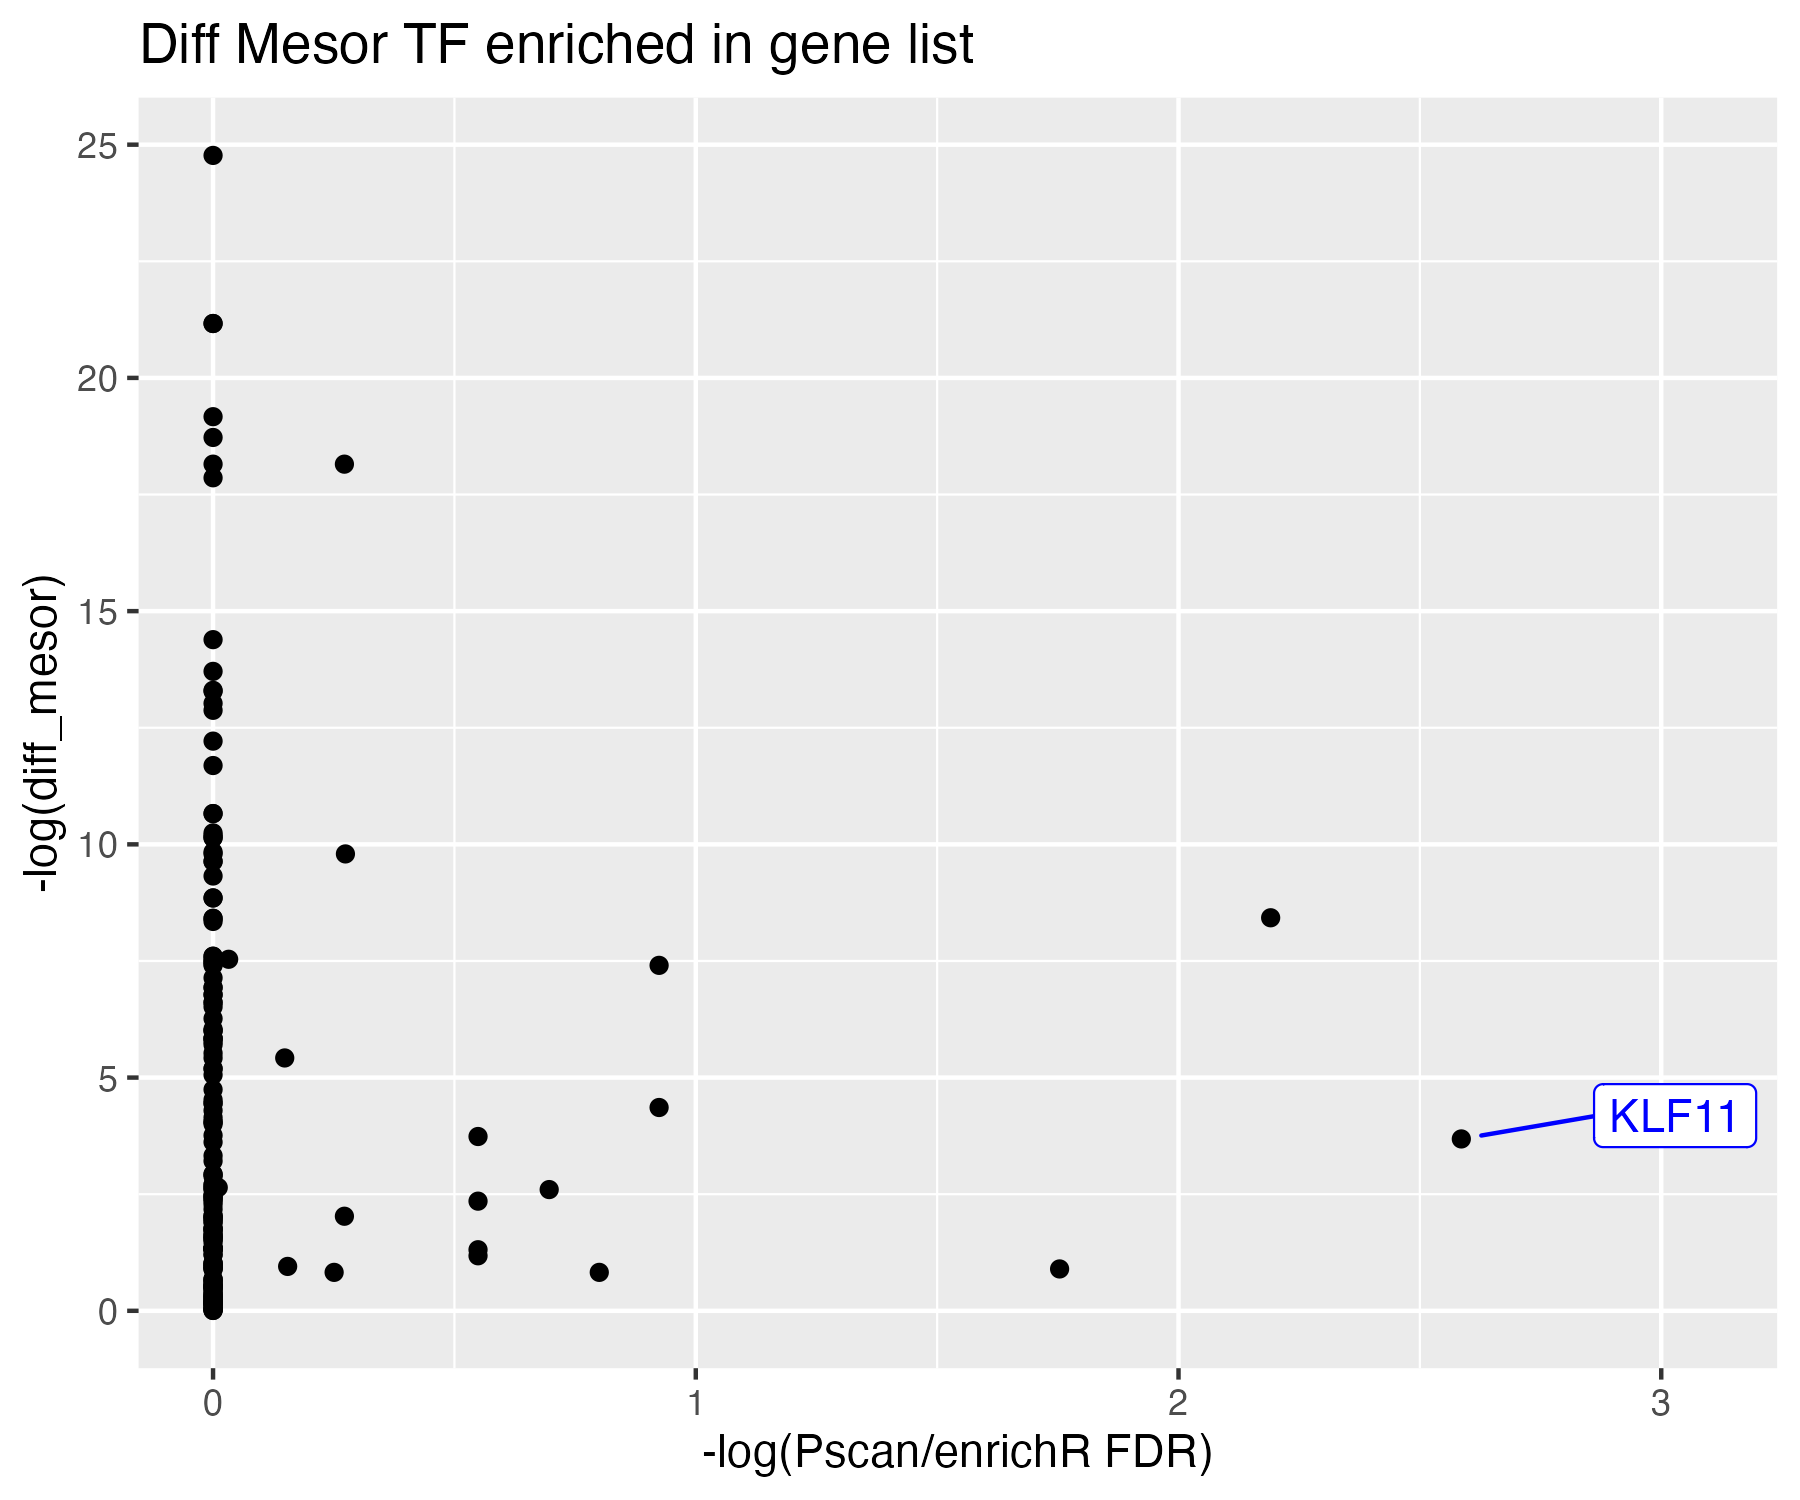 Diff Mesor TF enriched in gene list
25
20
15
10
5
0
-log(diff_mesor)
KLF11
0 1 2 3
-log(Pscan/enrichR FDR)